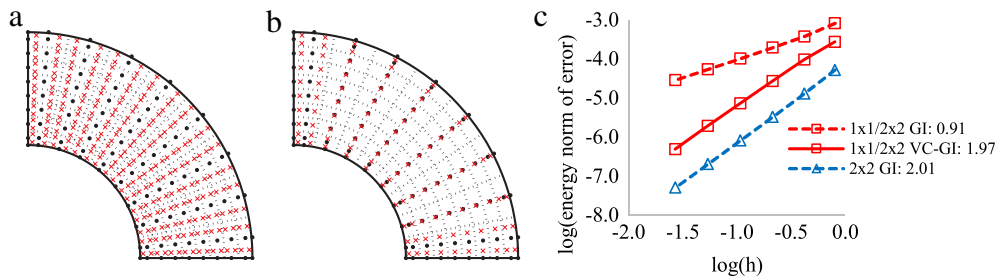 a
b
c
-3.0
-4.0
-5.0
-6.0
-7.0
-8.0
log(energy norm of error)
-2.0 -1.5 -1.0 -0.5 0.0
log(h)
1x1/2x2 GI: 0.91
1x1/2x2 VC-GI: 1.97
2x2 GI: 2.01